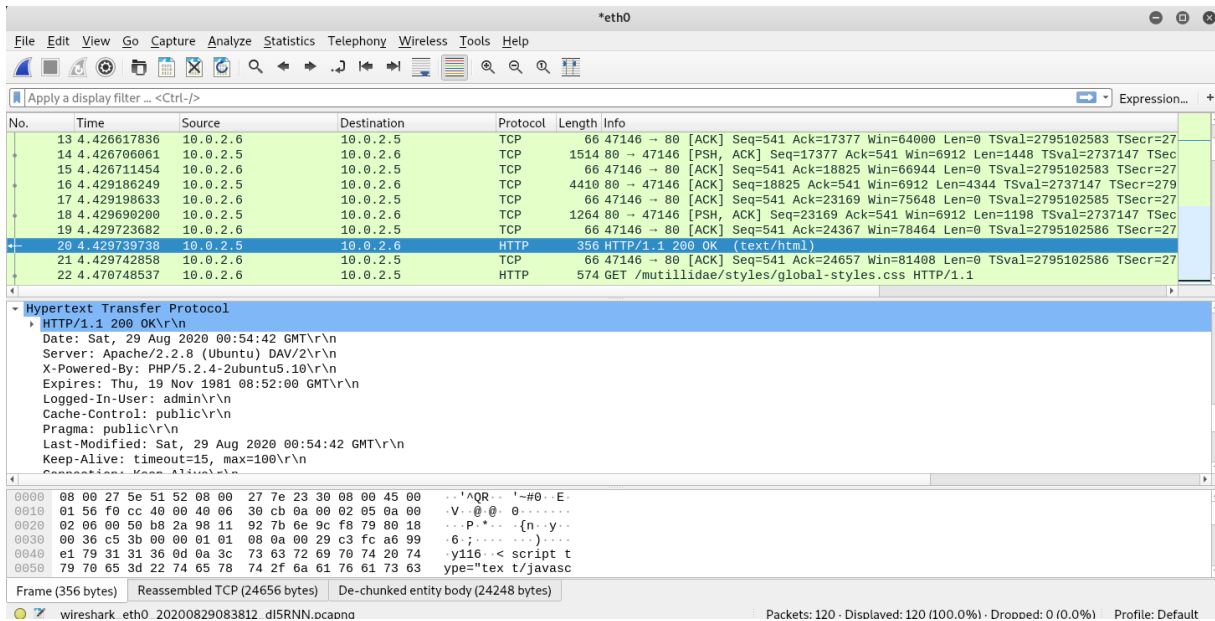 *eth0
File Edit View Go Capture Analyze Statistics Telephony Wireless Tools Help
Apply a display filter ... <Ctrl-/> Expression... +
No. Time Source Destination Protocol Length Info
13 4.426617836 10.0.2.6 10.0.2.5 TCP 66 47146 → 80 [ACK] Seq=541 Ack=17377 Win=64000 Len=0 TSval=2795102583 TSecr=27
14 4.426706061 10.0.2.5 10.0.2.6 TCP 1514 80 → 47146 [PSH, ACK] Seq=17377 Ack=541 Win=6912 Len=1448 TSval=2737147 TSec
15 4.426711454 10.0.2.6 10.0.2.5 TCP 66 47146 → 80 [ACK] Seq=541 Ack=18825 Win=66944 Len=0 TSval=2795102583 TSecr=27
16 4.429186249 10.0.2.5 10.0.2.6 TCP 4410 80 → 47146 [ACK] Seq=18825 Ack=541 Win=6912 Len=4344 TSval=2737147 TSecr=279
17 4.429198633 10.0.2.6 10.0.2.5 TCP 66 47146 → 80 [ACK] Seq=541 Ack=23169 Win=75648 Len=0 TSval=2795102585 TSecr=27
18 4.429690200 10.0.2.5 10.0.2.6 TCP 1264 80 → 47146 [PSH, ACK] Seq=23169 Ack=541 Win=6912 Len=1198 TSval=2737147 TSec
19 4.429723682 10.0.2.6 10.0.2.5 TCP 66 47146 → 80 [ACK] Seq=541 Ack=24367 Win=78464 Len=0 TSval=2795102586 TSecr=27
20 4.429739738 10.0.2.5 10.0.2.6 HTTP 356 HTTP/1.1 200 OK (text/html)
21 4.429742858 10.0.2.6 10.0.2.5 TCP 66 47146 → 80 [ACK] Seq=541 Ack=24657 Win=81408 Len=0 TSval=2795102586 TSecr=27
22 4.470748537 10.0.2.6 10.0.2.5 HTTP 574 GET /mutillidae/styles/global-styles.css HTTP/1.1
Hypertext Transfer Protocol
HTTP/1.1 200 OK\r\n
Date: Sat, 29 Aug 2020 00:54:42 GMT\r\n
Server: Apache/2.2.8 (Ubuntu) DAV/2\r\n
X-Powered-By: PHP/5.2.4-2ubuntu5.10\r\n
Expires: Thu, 19 Nov 1981 08:52:00 GMT\r\n
Logged-In-User: admin\r\n
Cache-Control: public\r\n
Pragma: public\r\n
Last-Modified: Sat, 29 Aug 2020 00:54:42 GMT\r\n
Keep-Alive: timeout=15, max=100\r\n
Connection: Keep-Alive\r\n
0000 08 00 27 5e 51 52 08 00 27 7e 23 30 08 00 45 00 ··'^QR·· '~#0··E·
0010 01 56 f0 cc 40 00 40 06 30 cb 0a 00 02 05 0a 00 ·V··@·@· 0·······
0020 02 06 00 50 b8 2a 98 11 92 7b 6e 9c f8 79 80 18 ···P·*·· ·{n··y··
0030 00 36 c5 3b 00 00 01 01 08 0a 00 29 c3 fc a6 99 ·6·;···· ···)····
0040 e1 79 31 31 36 0d 0a 3c 73 63 72 69 70 74 20 74 ·y116··< script t
0050 79 70 65 3d 22 74 65 78 74 2f 6a 61 76 61 73 63 ype="tex t/javasc
Frame (356 bytes) Reassembled TCP (24656 bytes) De-chunked entity body (24248 bytes)
wireshark_eth0_20200829083812_dI5RNN.pcapng Packets: 120 · Displayed: 120 (100.0%) · Dropped: 0 (0.0%) Profile: Default